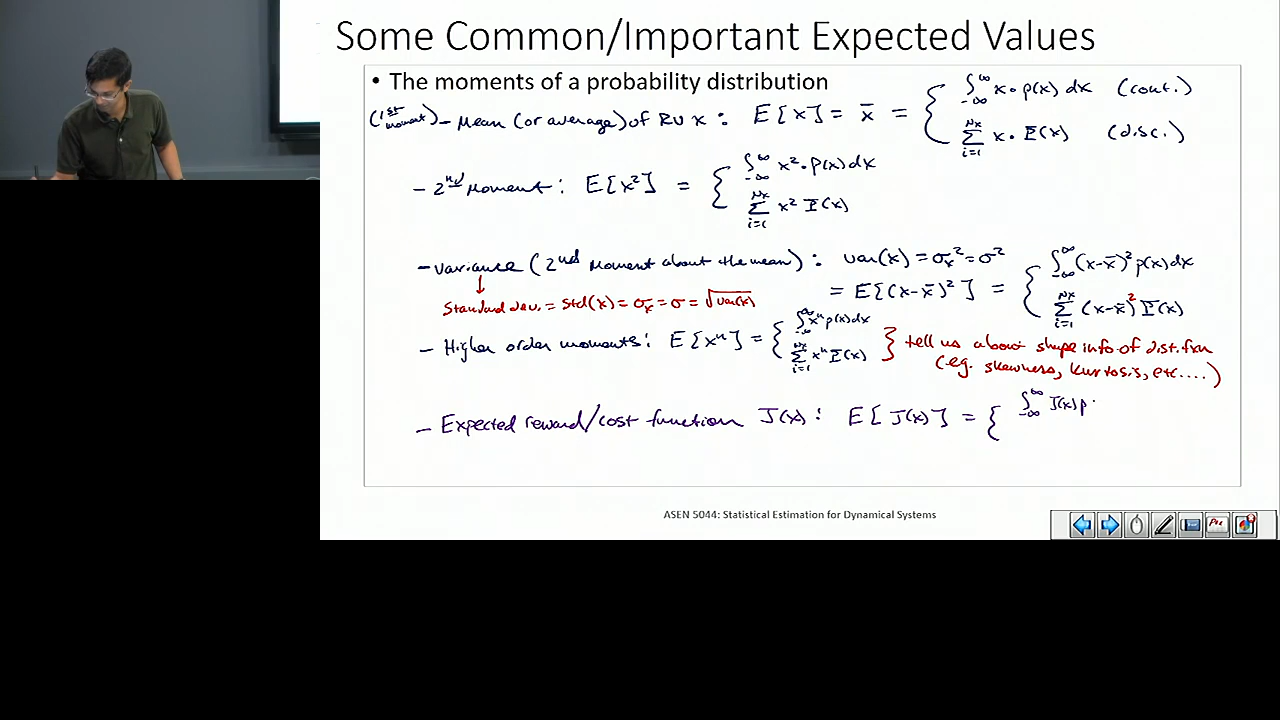 Some Common/Important Expected Values
• The moments of a probability distribution
(1st moment) - Mean (or average) of RV x : E[x] = x̄ = { ∫_{-∞}^{∞} x · p(x) dx (cont.)
∑_{i=1}^{Nx} x · P(x) (disc.)
- 2nd Moment : E[x²] = { ∫_{-∞}^{∞} x² · p(x) dx
∑_{i=1}^{Nx} x² P(x)
- Variance (2nd Moment about the mean) : var(x) = σₓ² = σ²
= E[(x-x̄)²] = { ∫_{-∞}^{∞} (x-x̄)² p(x) dx
∑_{i=1}^{Nx} (x-x̄)² P(x)
↓
Standard dev. = std(x) = σₓ = σ = √var(x)
- Higher order moments : E[xⁿ] = { ∫_{-∞}^{∞} xⁿ p(x) dx
∑_{i=1}^{Nx} xⁿ P(x) } tell us about shape info of dist. fxn
(e.g. skewness, kurtosis, etc....)
- Expected reward/cost function J(x) : E[J(x)] = { ∫_{-∞}^{∞} J(x) p
ASEN 5044: Statistical Estimation for Dynamical Systems